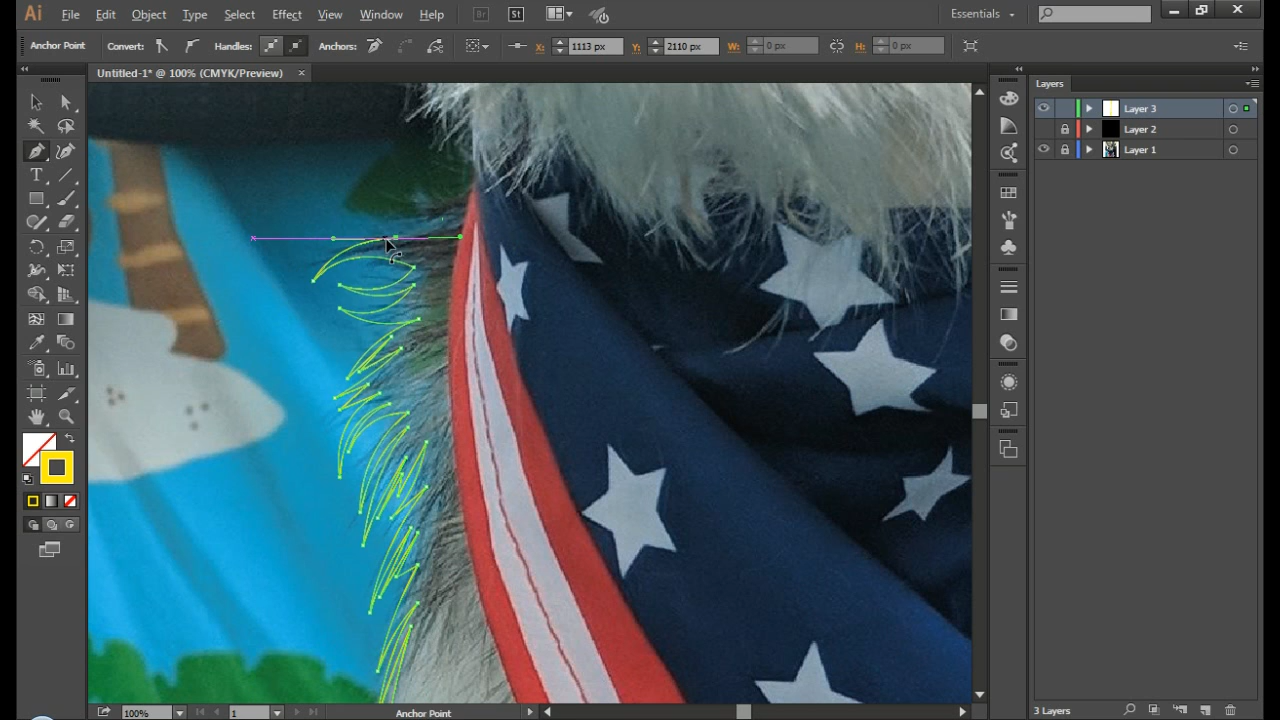 Ai File Edit Object Type Select Effect View Window Help Br St Essentials
Anchor Point Convert: Handles: Anchors: X: 1113 px Y: 2110 px W: 0 px H: 0 px
Untitled-1* @ 100% (CMYK/Preview)
Layers
Layer 3
Layer 2
Layer 1
3 Layers
100% 1 Anchor Point